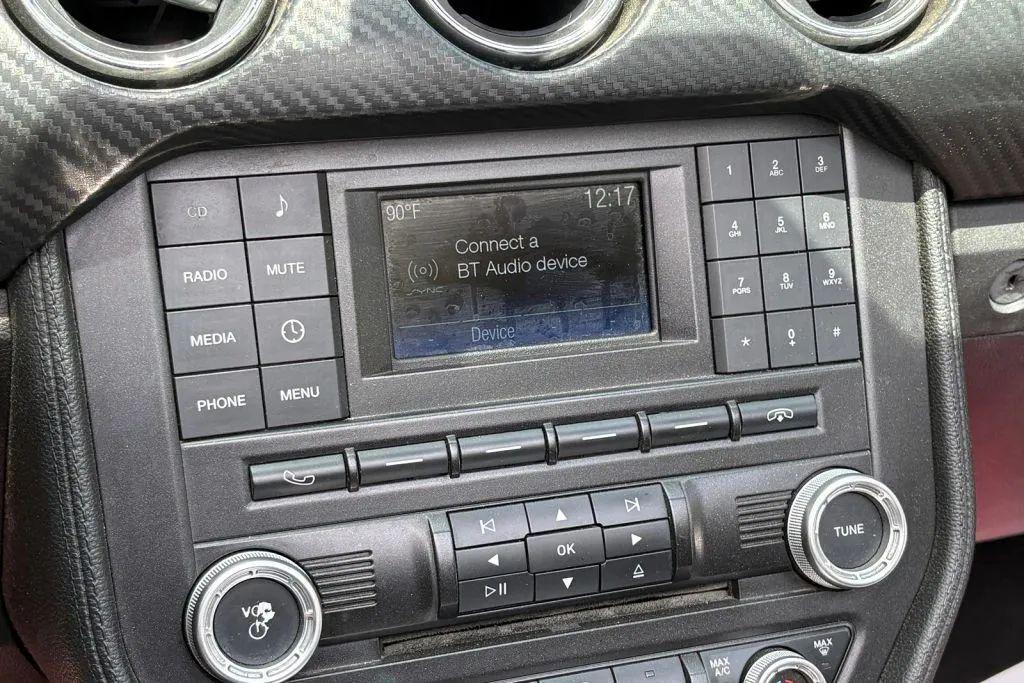 90°F
12:17
Connect a
BT Audio device
SYNC
Device
CD
RADIO
MUTE
MEDIA
PHONE
MENU
1
2
ABC
3
DEF
4
GHI
5
JKL
6
MNO
7
PQRS
8
TUV
9
WXYZ
*
0
+
#
OK
TUNE
MAX
A/C
MAX